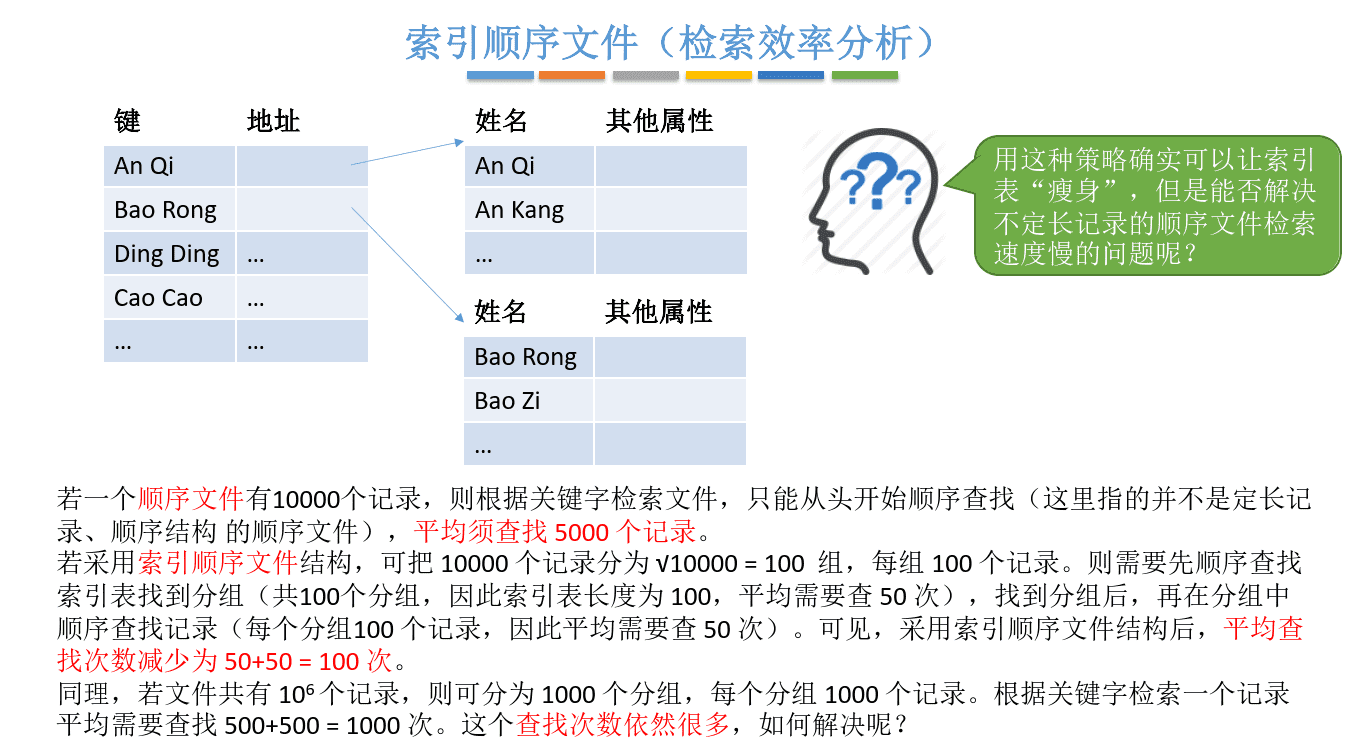 索引顺序文件（检索效率分析）
键 地址
An Qi
Bao Rong
Ding Ding ...
Cao Cao ...
... ...
姓名 其他属性
An Qi
An Kang
...
姓名 其他属性
Bao Rong
Bao Zi
...
???
用这种策略确实可以让索引
表“瘦身”，但是能否解决
不定长记录的顺序文件检索
速度慢的问题呢？
若一个顺序文件有10000个记录，则根据关键字检索文件，只能从头开始顺序查找（这里指的并不是定长记
录、顺序结构 的顺序文件），平均须查找 5000 个记录。
若采用索引顺序文件结构，可把 10000 个记录分为 √10000 = 100 组，每组 100 个记录。则需要先顺序查找
索引表找到分组（共100个分组，因此索引表长度为 100，平均需要查 50 次），找到分组后，再在分组中
顺序查找记录（每个分组100 个记录，因此平均需要查 50 次）。可见，采用索引顺序文件结构后，平均查
找次数减少为 50+50 = 100 次。
同理，若文件共有 10⁶ 个记录，则可分为 1000 个分组，每个分组 1000 个记录。根据关键字检索一个记录
平均需要查找 500+500 = 1000 次。这个查找次数依然很多，如何解决呢？